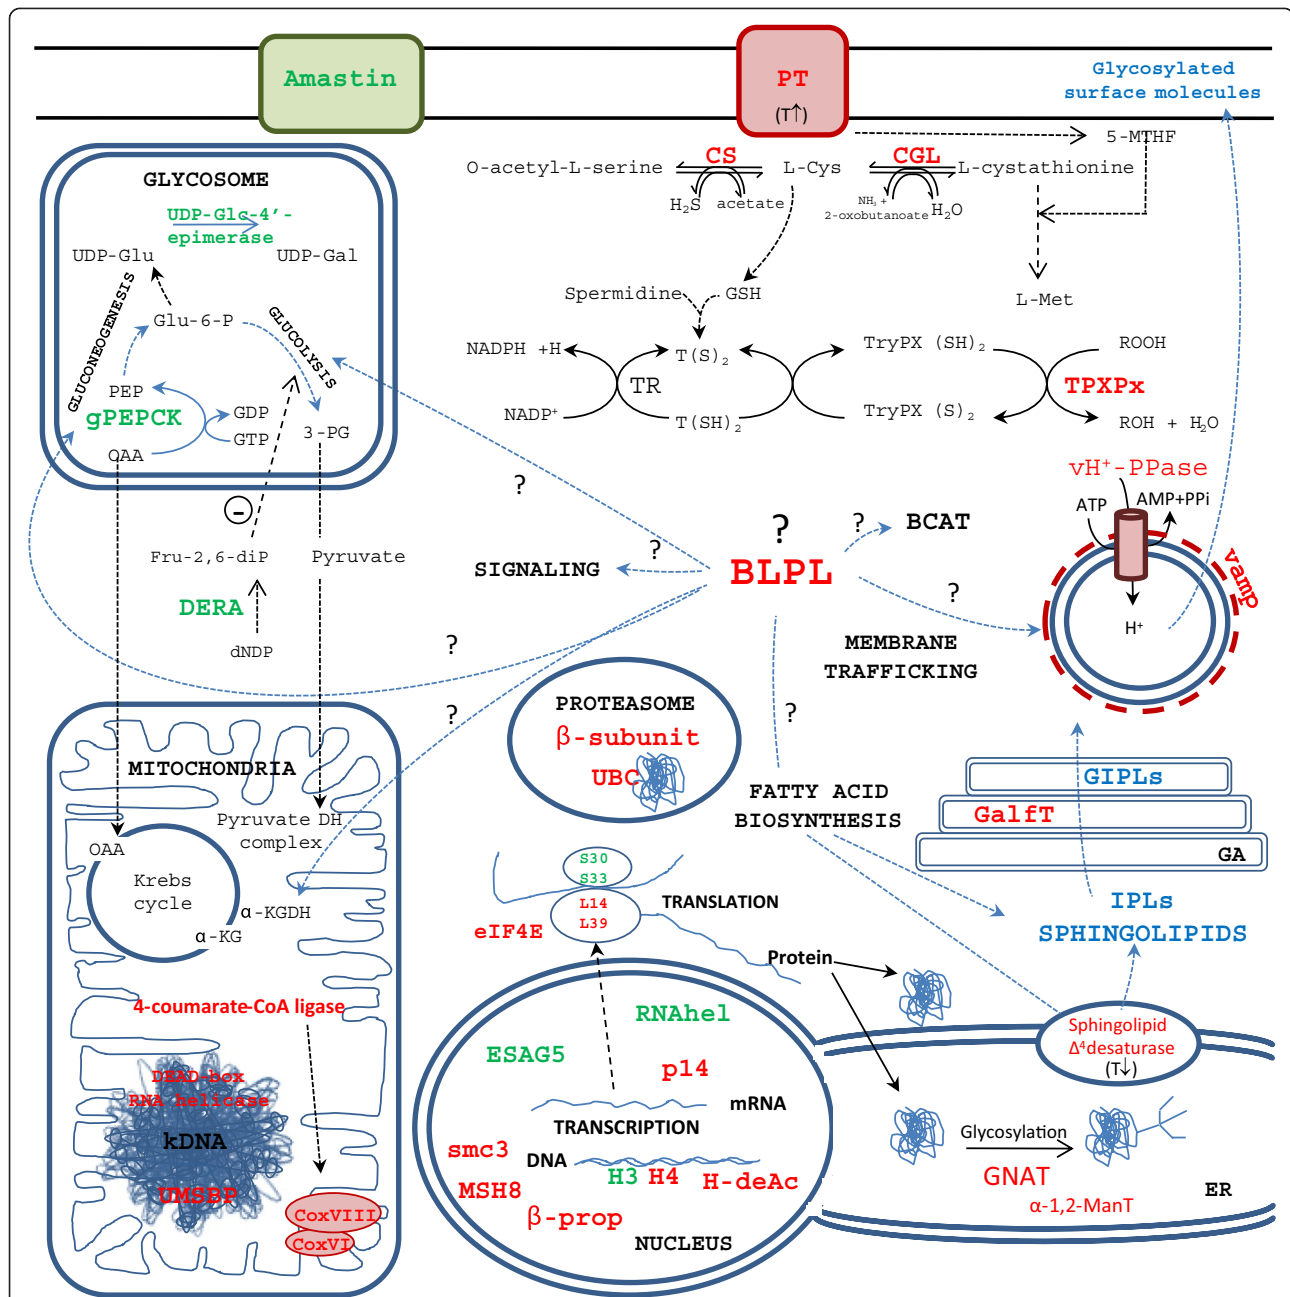 Amastin
PT
(T↑)
Glycosylated
surface molecules
5-MTHF
O-acetyl-L-serine
CS
L-Cys
CGL
L-cystathionine
H₂S
acetate
NH₃ +
2-oxobutanoate
H₂O
L-Met
Spermidine
GSH
GLYCOSOME
UDP-Glc-4’-
epimerase
UDP-Glu
UDP-Gal
GLUCONEOGENESIS
Glu-6-P
GLUCOLYSIS
PEP
gPEPCK
GDP
GTP
3-PG
OAA
NADPH +H
T(S)₂
TryPX (SH)₂
ROOH
TR
TPXPx
NADP⁺
T(SH)₂
TryPX (S)₂
ROH + H₂O
vH⁺-PPase
ATP
AMP+PPi
vamp
H⁺
-
Fru-2,6-diP
Pyruvate
DERA
dNDP
?
?
BLPL
?
BCAT
?
SIGNALING
?
MEMBRANE
TRAFFICKING
?
?
?
PROTEASOME
β-subunit
UBC
FATTY ACID
BIOSYNTHESIS
GIPLs
GalfT
GA
IPLs
SPHINGOLIPIDS
MITOCHONDRIA
Pyruvate DH
complex
OAA
Krebs
cycle
α-KGDH
α-KG
4-coumarate-CoA ligase
DEAD-box
RNA helicase
kDNA
UMSBP
CoxVIII
CoxVI
S30
S33
L14
L39
eIF4E
TRANSLATION
Protein
RNAhel
ESAG5
p14
mRNA
TRANSCRIPTION
smc3
DNA
H3 H4
H-deAc
MSH8
β-prop
NUCLEUS
Sphingolipid
Δ⁴desaturase
(T↓)
Glycosylation
GNAT
α-1,2-ManT
ER